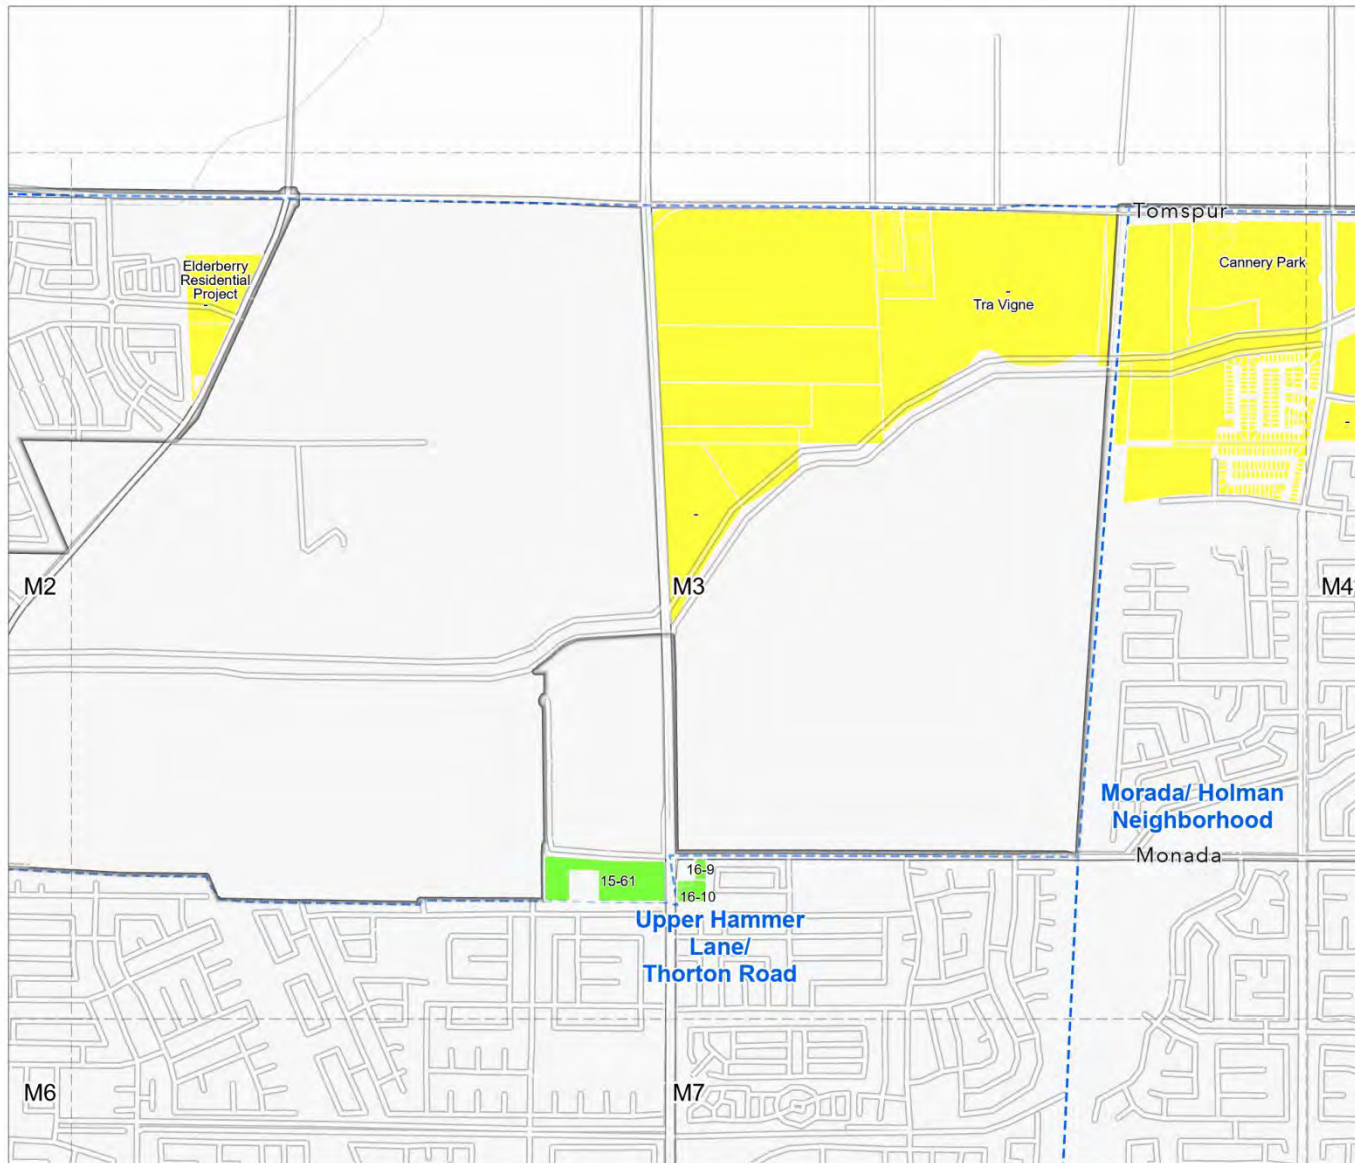 Tomspur
Elderberry
Residential
Project
-
Cannery Park
-
Tra Vigne
-
-
M2
M3
M4
Morada/ Holman
Neighborhood
Monada
16-9
15-61
16-10
Upper Hammer
Lane/
Thorton Road
M6
M7